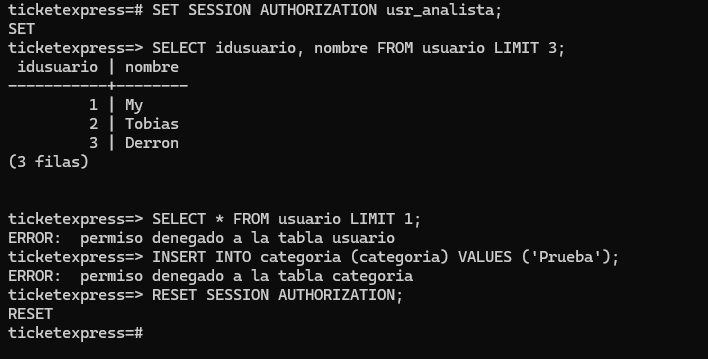 ticketexpress=# SET SESSION AUTHORIZATION usr_analista;
SET
ticketexpress=> SELECT idusuario, nombre FROM usuario LIMIT 3;
 idusuario | nombre
-----------+--------
         1 | My
         2 | Tobias
         3 | Derron
(3 filas)


ticketexpress=> SELECT * FROM usuario LIMIT 1;
ERROR:  permiso denegado a la tabla usuario
ticketexpress=> INSERT INTO categoria (categoria) VALUES ('Prueba');
ERROR:  permiso denegado a la tabla categoria
ticketexpress=> RESET SESSION AUTHORIZATION;
RESET
ticketexpress=#